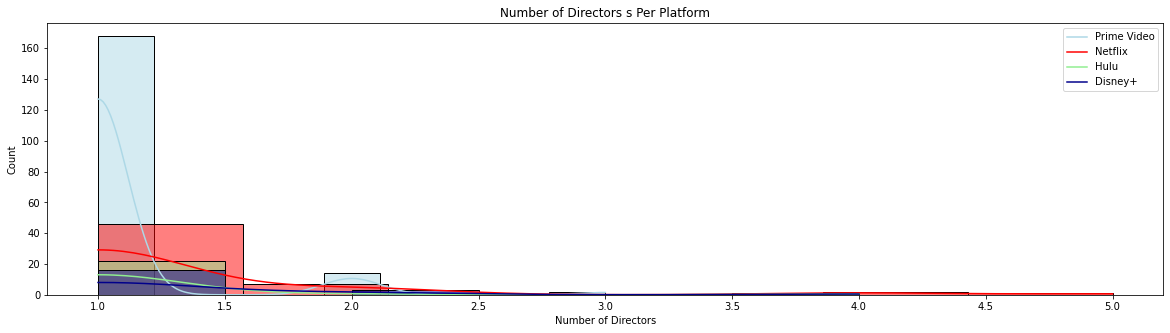 Number of Directors s Per Platform
Prime Video
Netflix
Hulu
Disney+
Count
160
140
120
100
80
60
40
20
0
1.0 1.5 2.0 2.5 3.0 3.5 4.0 4.5 5.0
Number of Directors